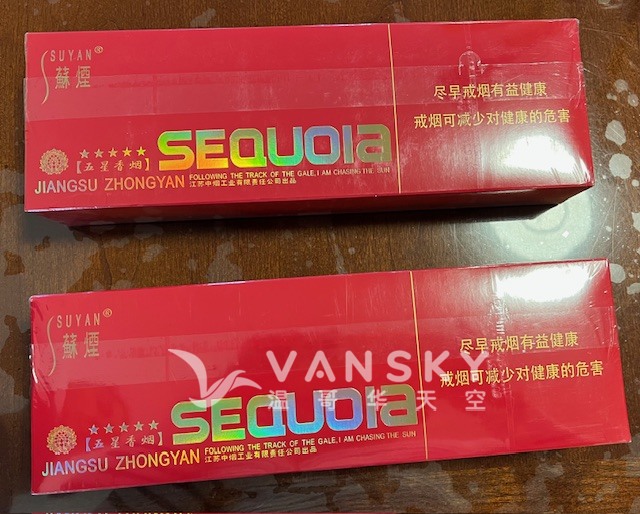 SUYAN®
蘇煙
尽早戒烟有益健康
戒烟可减少对健康的危害
★★★★★
【五星香烟】
SEQUOIA
JIANGSU ZHONGYAN
FOLLOWING THE TRACK OF THE GALE, I AM CHASING THE SUN
江苏中烟工业有限责任公司出品
SUYAN®
蘇煙
尽早戒烟有益健康
戒烟可减少对健康的危害
VANSKY
温哥华天空
★★★★★
【五星香烟】
SEQUOIA
JIANGSU ZHONGYAN
FOLLOWING THE TRACK OF THE GALE, I AM CHASING THE SUN
江苏中烟工业有限责任公司出品